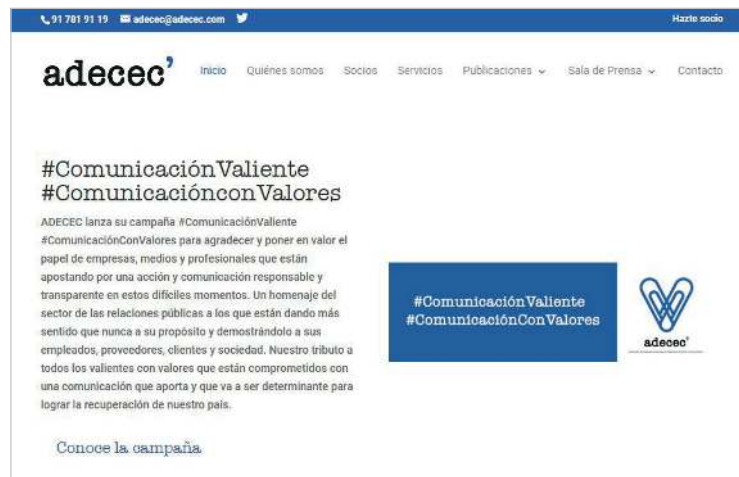 91 781 91 19 adecec@adecec.com Hazte socio
adecec’ Inicio Quiénes somos Socios Servicios Publicaciones Sala de Prensa Contacto
#ComunicaciónValiente
#ComunicaciónconValores
ADECEC lanza su campaña #ComunicaciónValiente
#ComunicaciónConValores para agradecer y poner en valor el
papel de empresas, medios y profesionales que están
apostando por una acción y comunicación responsable y
transparente en estos difíciles momentos. Un homenaje del
sector de las relaciones públicas a los que están dando más
sentido que nunca a su propósito y demostrándolo a sus
empleados, proveedores, clientes y sociedad. Nuestro tributo a
todos los valientes con valores que están comprometidos con
una comunicación que aporta y que va a ser determinante para
lograr la recuperación de nuestro país.
Conoce la campaña
#ComunicaciónValiente
#ComunicaciónConValores
adecec’